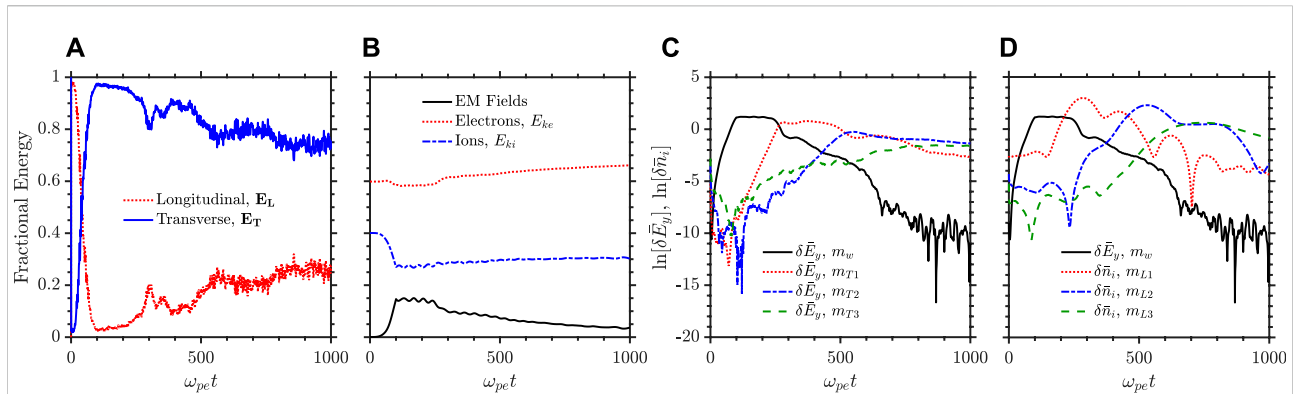 A
B
C
D
Fractional Energy
1
0.8
0.6
0.4
0.2
0
Longitudinal, E_L
Transverse, E_T
0 500 1000
ω_pe t
EM Fields
Electrons, E_ke
Ions, E_ki
0 500 1000
ω_pe t
ln[δĒ_y], ln[δn̄_i]
5
0
-5
-10
-15
-20
δĒ_y, m_w
δĒ_y, m_T1
δĒ_y, m_T2
δĒ_y, m_T3
0 500 1000
ω_pe t
δĒ_y, m_w
δn̄_i, m_L1
δn̄_i, m_L2
δn̄_i, m_L3
0 500 1000
ω_pe t